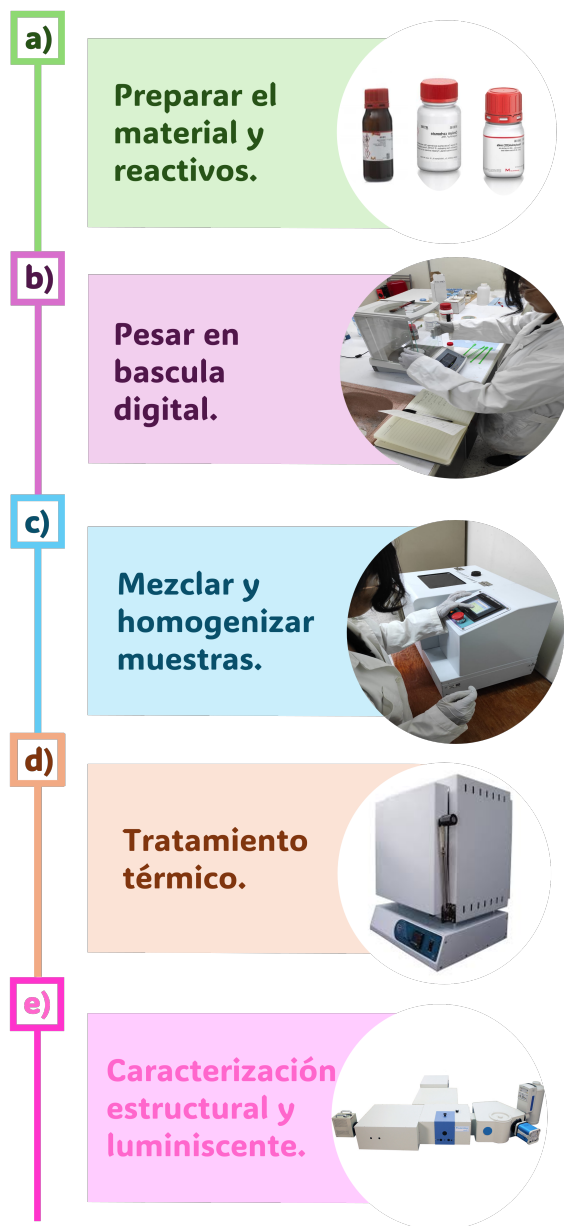 a)
Preparar el
material y
reactivos.
b)
Pesar en
bascula
digital.
c)
Mezclar y
homogenizar
muestras.
d)
Tratamiento
térmico.
e)
Caracterización
estructural y
luminiscente.